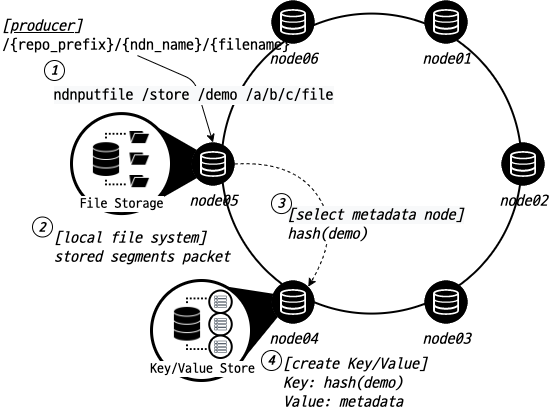 [producer]
/{repo_prefix}/{ndn_name}/{filename}
1
ndnputfile /store /demo /a/b/c/file
node06
node01
File Storage
node05
node02
2
[local file system]
stored segments packet
3
[select metadata node]
hash(demo)
Key/Value Store
node04
node03
4
[create Key/Value]
Key: hash(demo)
Value: metadata